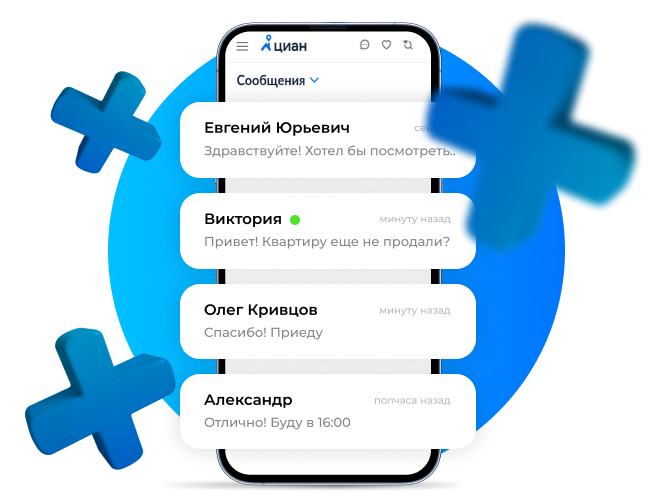 циан
Сообщения
Евгений Юрьевич
Здравствуйте! Хотел бы посмотреть..
Виктория
минуту назад
Привет! Квартиру еще не продали?
Олег Кривцов
минуту назад
Спасибо! Приеду
Александр
полчаса назад
Отлично! Буду в 16:00